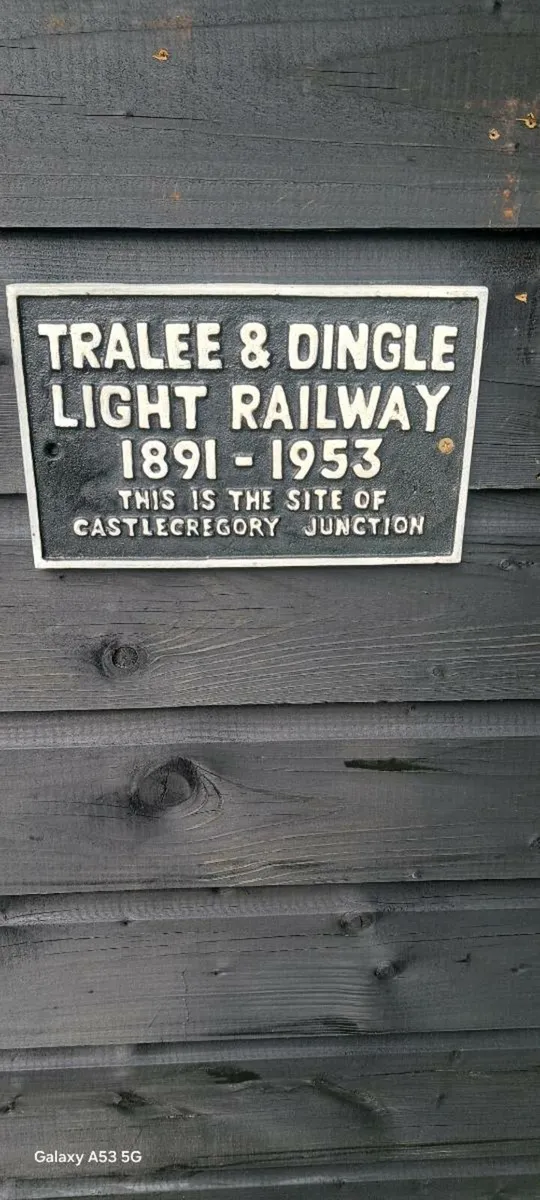 TRALEE & DINGLE
LIGHT RAILWAY
1891 - 1953
THIS IS THE SITE OF
CASTLECREGORY JUNCTION
Galaxy A53 5G